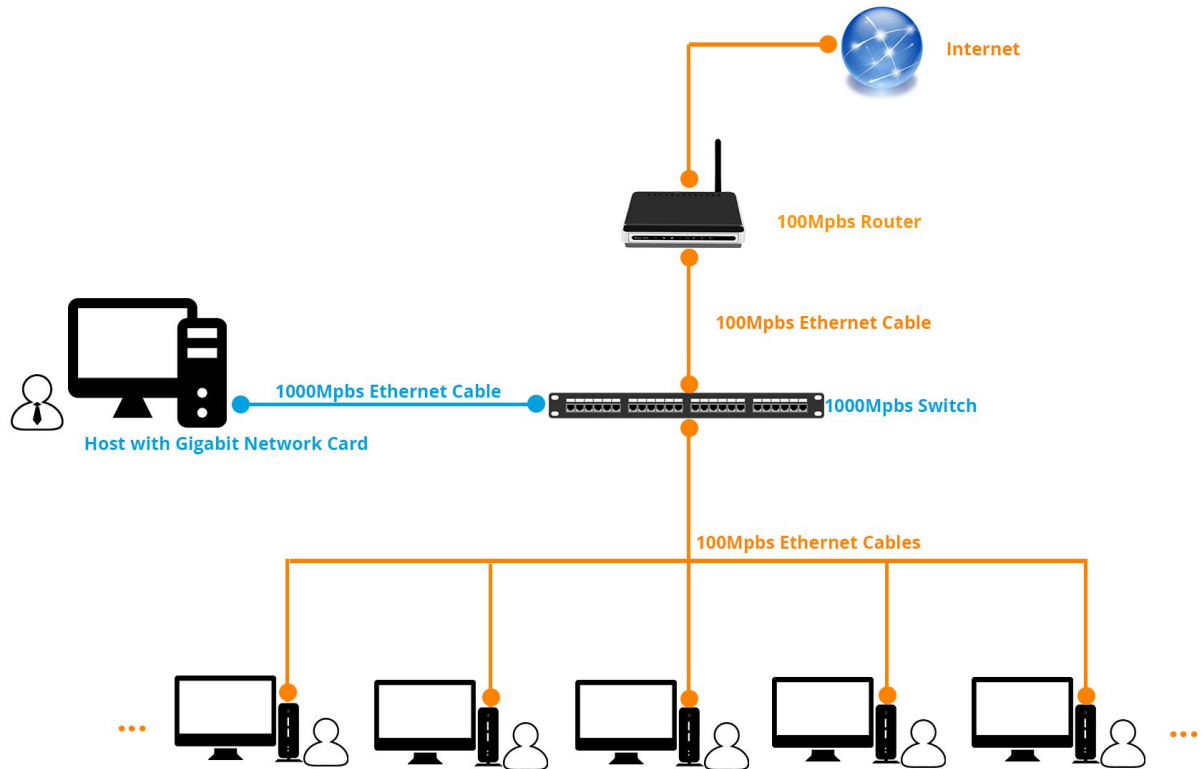 Internet
100Mpbs Router
100Mpbs Ethernet Cable
1000Mpbs Ethernet Cable
1000Mpbs Switch
Host with Gigabit Network Card
100Mpbs Ethernet Cables
...
...